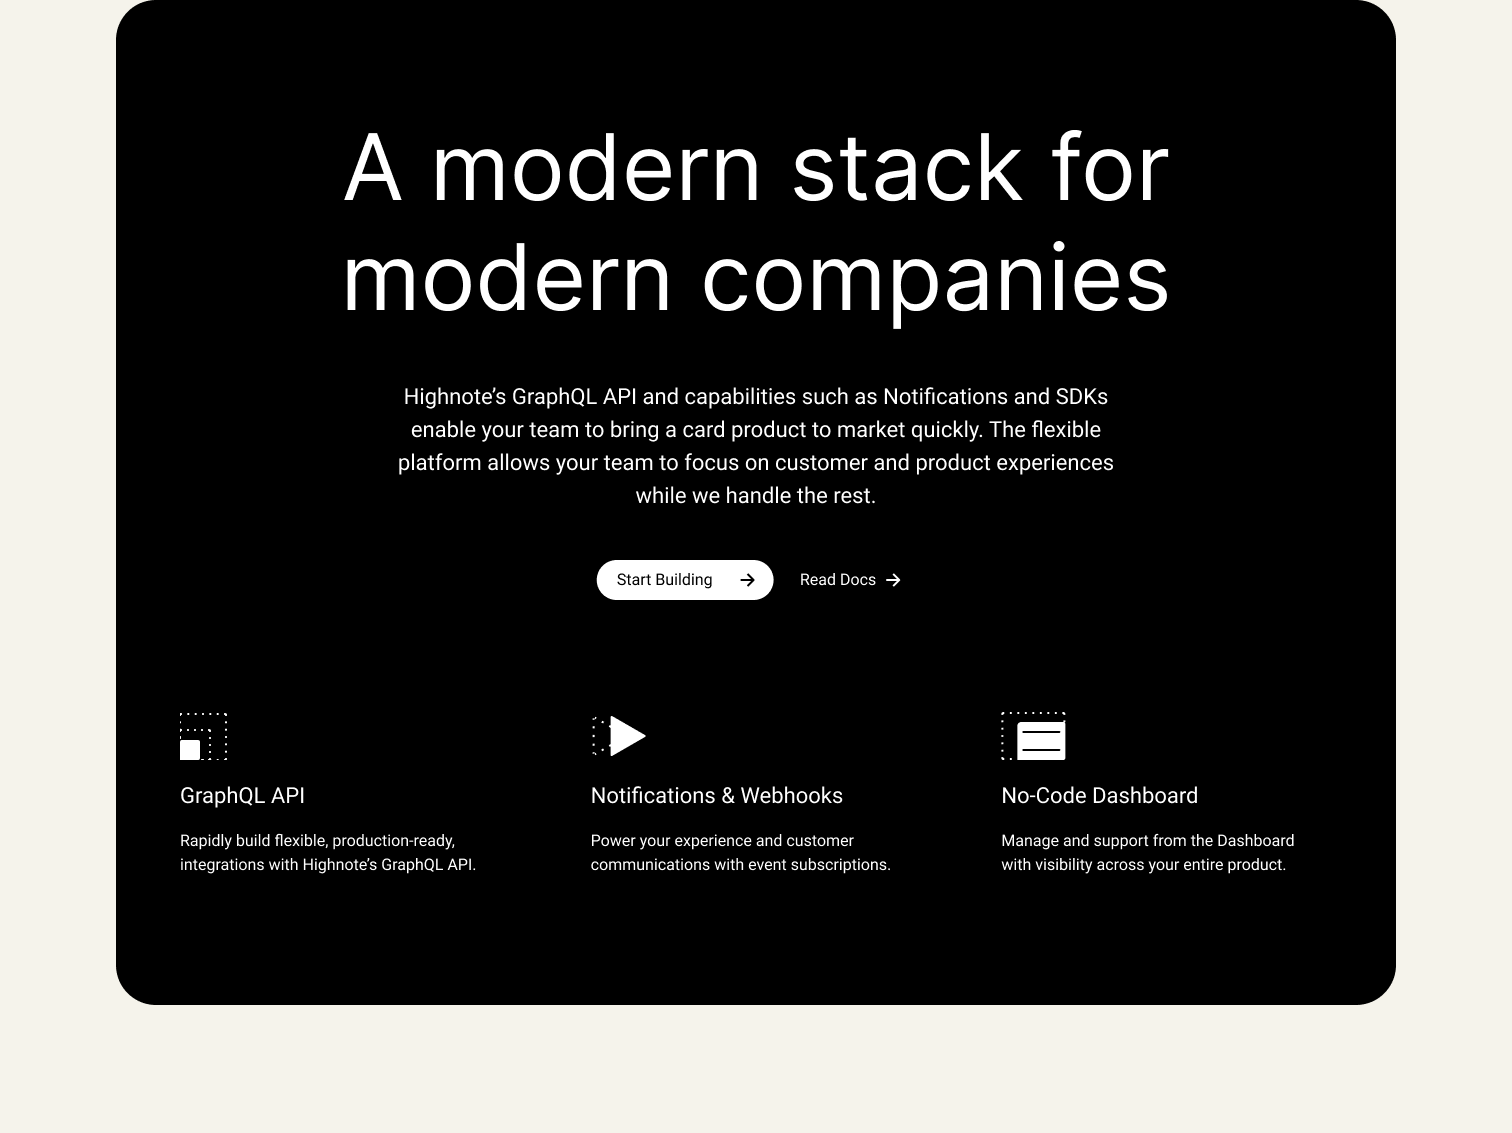 A modern stack for
modern companies
Highnote’s GraphQL API and capabilities such as Notifications and SDKs
enable your team to bring a card product to market quickly. The flexible
platform allows your team to focus on customer and product experiences
while we handle the rest.
Start Building
Read Docs
GraphQL API
Rapidly build flexible, production-ready,
integrations with Highnote’s GraphQL API.
Notifications & Webhooks
Power your experience and customer
communications with event subscriptions.
No-Code Dashboard
Manage and support from the Dashboard
with visibility across your entire product.